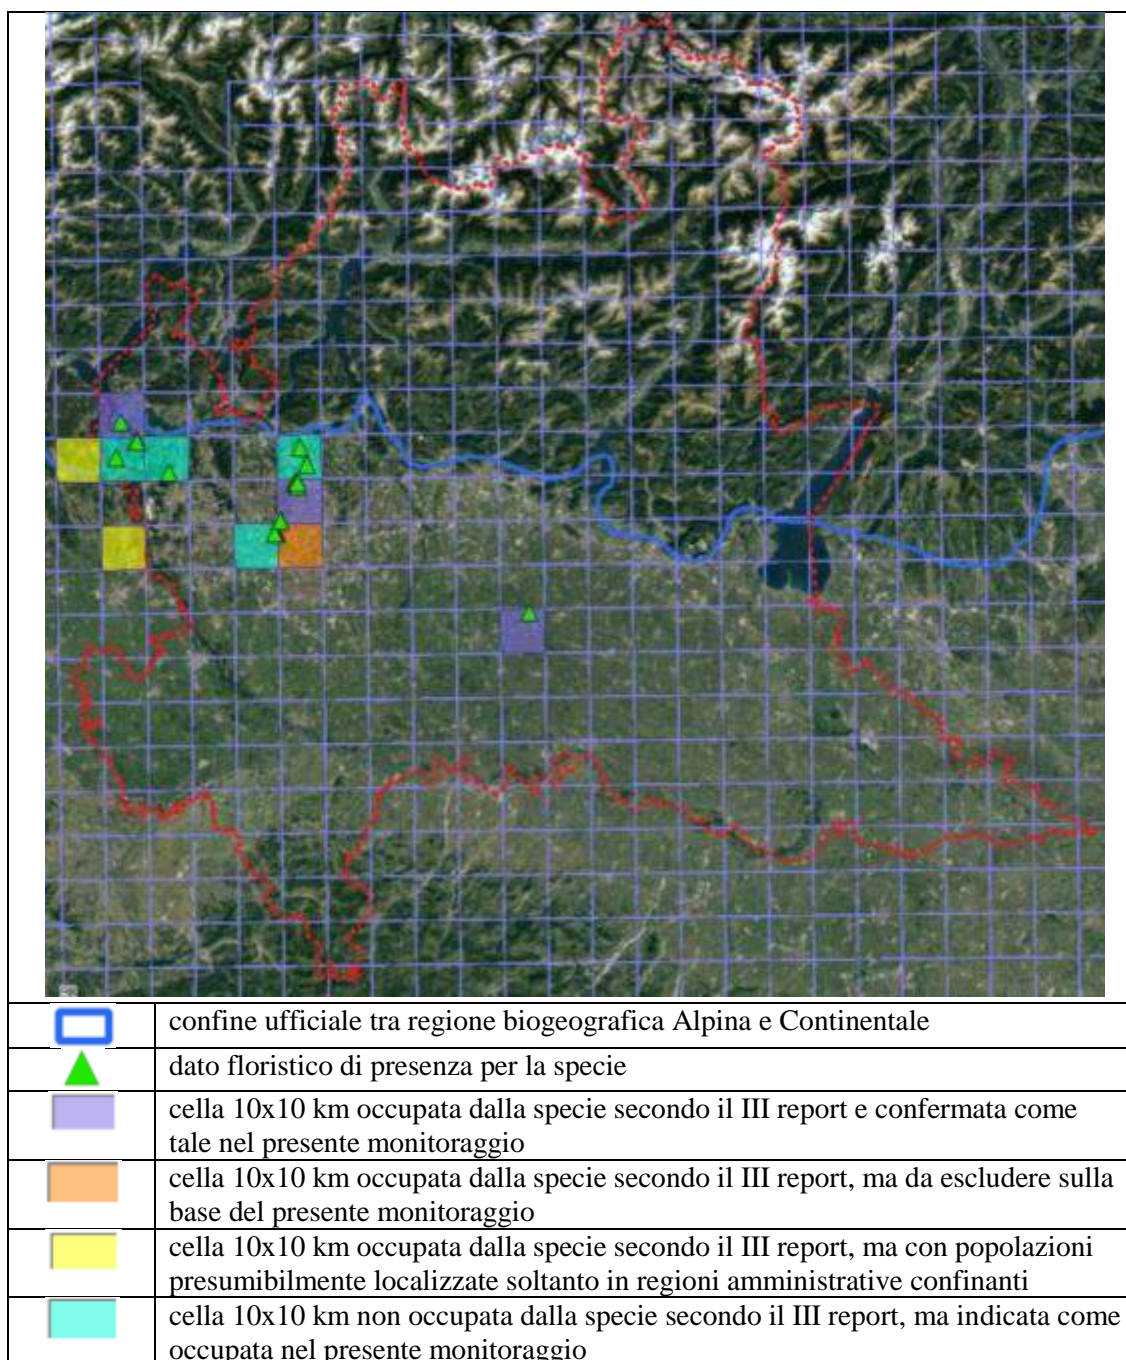 confine ufficiale tra regione biogeografica Alpina e Continentale
dato floristico di presenza per la specie
cella 10x10 km occupata dalla specie secondo il III report e confermata come
tale nel presente monitoraggio
cella 10x10 km occupata dalla specie secondo il III report, ma da escludere sulla
base del presente monitoraggio
cella 10x10 km occupata dalla specie secondo il III report, ma con popolazioni
presumibilmente localizzate soltanto in regioni amministrative confinanti
cella 10x10 km non occupata dalla specie secondo il III report, ma indicata come
occupata nel presente monitoraggio